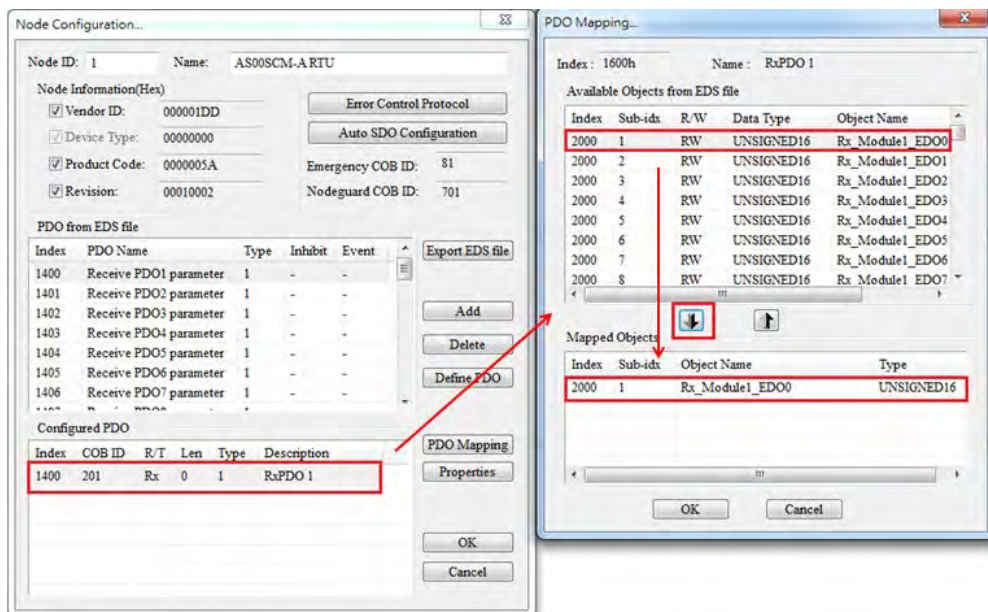 Node Configuration...
Node ID: 1 Name: AS00SCM-A RTU
Node Information(Hex)
Vendor ID: 000001DD
Error Control Protocol
Device Type: 00000000
Auto SDO Configuration
Product Code: 0000005A
Emergency COB ID: 81
Revision: 00010002
Nodeguard COB ID: 701
PDO from EDS file
Index PDO Name Type Inhibit Event
Export EDS file
1400 Receive PDO1 parameter 1 - -
1401 Receive PDO2 parameter 1 - -
1402 Receive PDO3 parameter 1 - -
Add
1403 Receive PDO4 parameter 1 - -
Delete
1404 Receive PDO5 parameter 1 - -
1405 Receive PDO6 parameter 1 - -
Define PDO
1406 Receive PDO7 parameter 1 - -
Configured PDO
PDO Mapping
Index COB ID R/T Len Type Description
1400 201 Rx 0 1 RxPDO 1
Properties
OK
Cancel
PDO Mapping...
Index : 1600h Name : RxPDO 1
Available Objects from EDS file
Index Sub-idx R/W Data Type Object Name
2000 1 RW UNSIGNED16 Rx_Module1_EDO0
2000 2 RW UNSIGNED16 Rx_Module1_EDO1
2000 3 RW UNSIGNED16 Rx_Module1_EDO2
2000 4 RW UNSIGNED16 Rx_Module1_EDO3
2000 5 RW UNSIGNED16 Rx_Module1_EDO4
2000 6 RW UNSIGNED16 Rx_Module1_EDO5
2000 7 RW UNSIGNED16 Rx_Module1_EDO6
2000 8 RW UNSIGNED16 Rx_Module1_EDO7
Mapped Objects
Index Sub-idx Object Name Type
2000 1 Rx_Module1_EDO0 UNSIGNED16
OK Cancel